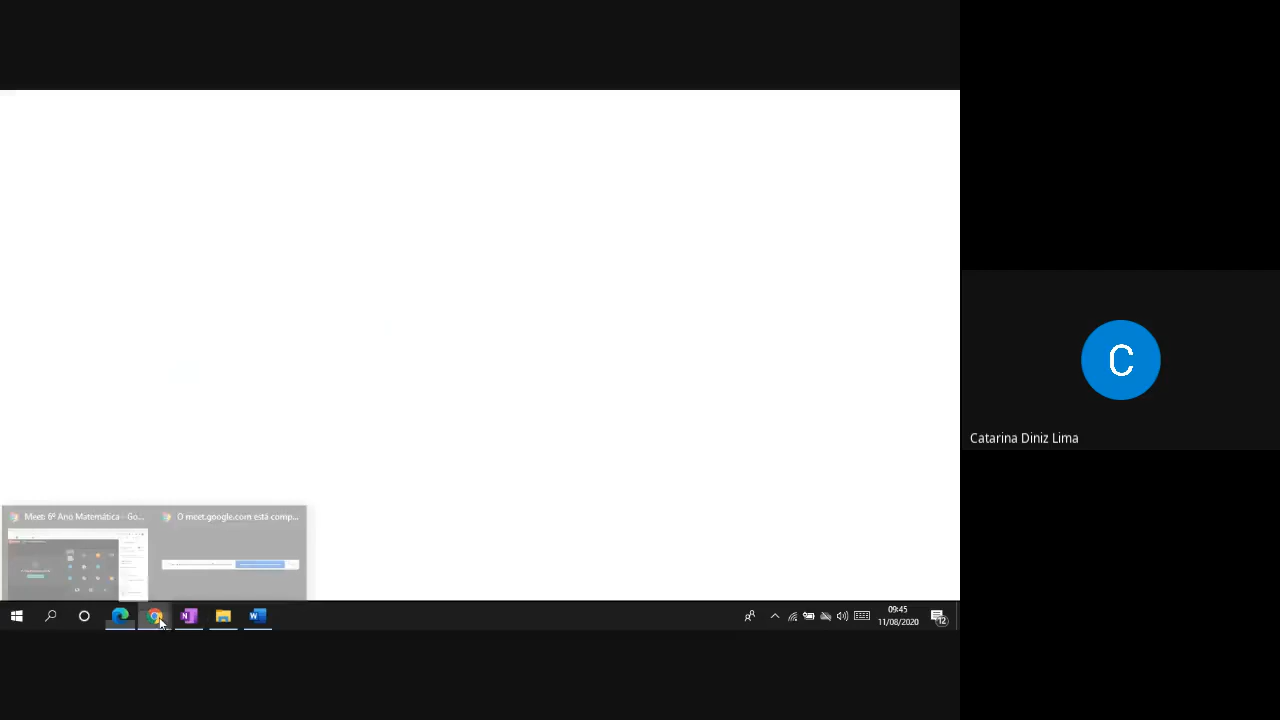 Meet: 6º Ano Matemática - Go...
O meet.google.com está comp...
09:45
11/08/2020
12
C
Catarina Diniz Lima